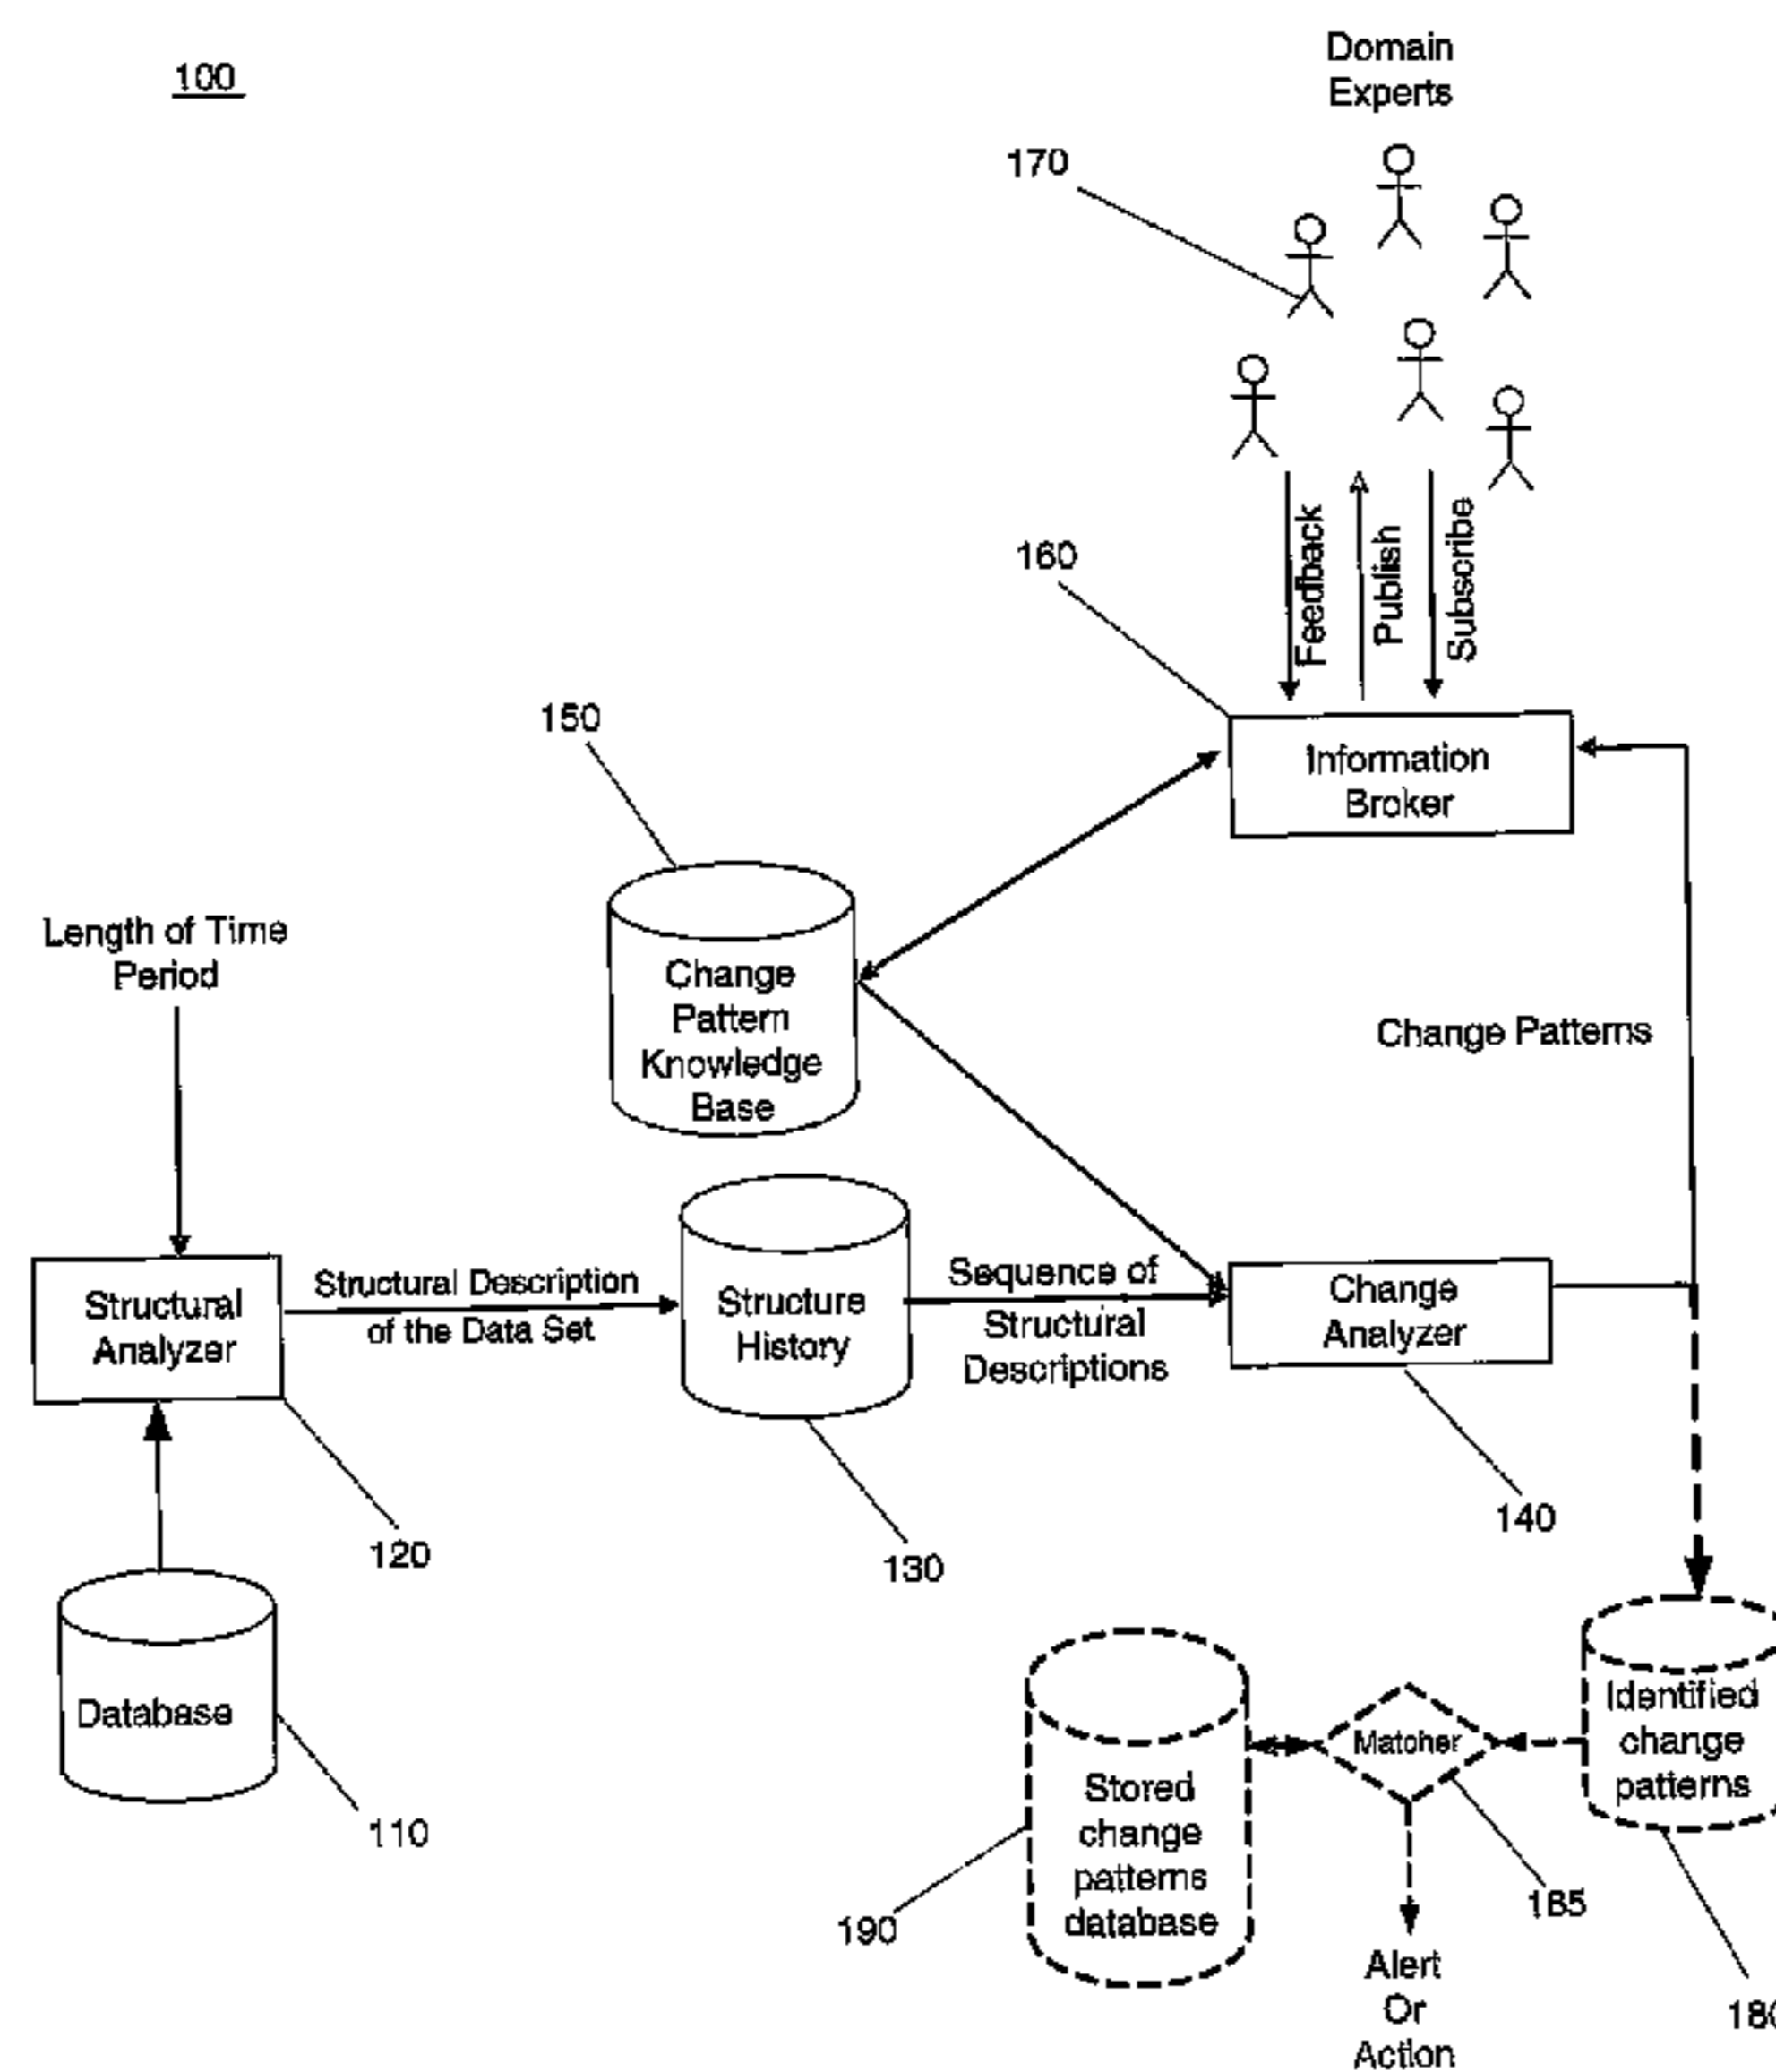 100
Domain
Experts
170
Feedback
Publish
Subscribe
160
Information
Broker
150
Change
Pattern
Knowledge
Base
Length of Time
Period
Change Patterns
Structural
Analyzer
Structural Description
of the Data Set
Structure
History
Sequence of
Structural
Descriptions
Change
Analyzer
120
130
140
Database
110
Identified
change
patterns
Matcher
Stored
change
patterns
database
185
190
180
Alert
Or
Action